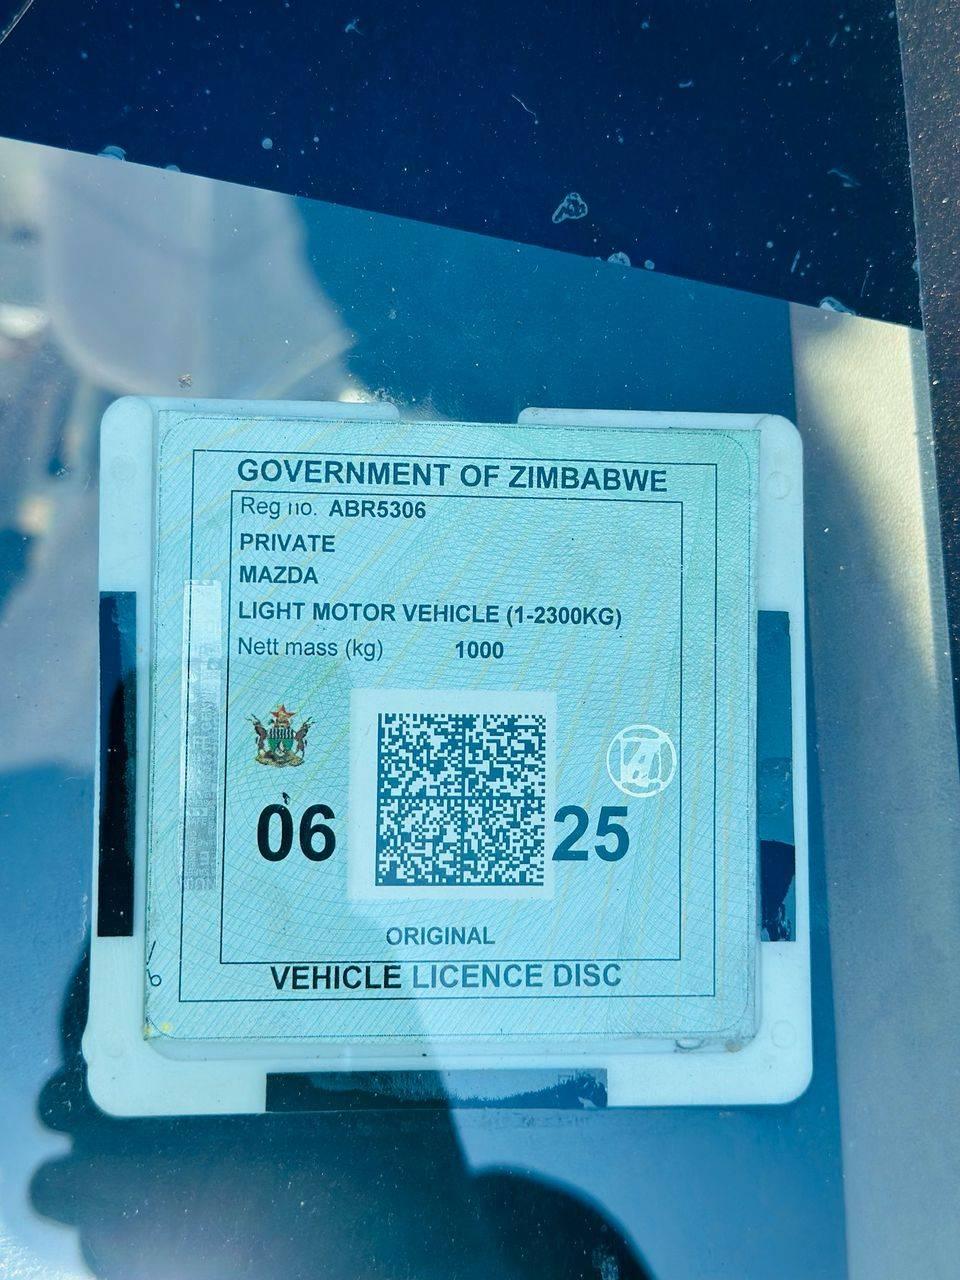 GOVERNMENT OF ZIMBABWE
Reg no. ABR5306
PRIVATE
MAZDA
LIGHT MOTOR VEHICLE (1-2300KG)
Nett mass (kg) 1000
06 25
ORIGINAL
VEHICLE LICENCE DISC